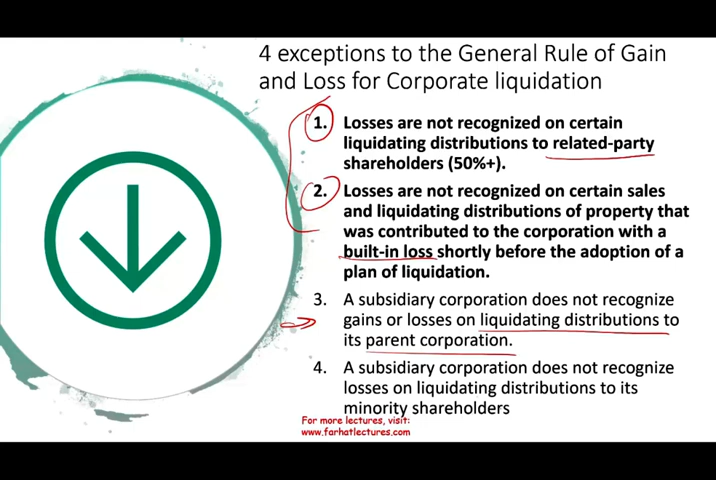 4 exceptions to the General Rule of Gain
and Loss for Corporate liquidation
1. Losses are not recognized on certain
liquidating distributions to related-party
shareholders (50%+).
2. Losses are not recognized on certain sales
and liquidating distributions of property that
was contributed to the corporation with a
built-in loss shortly before the adoption of a
plan of liquidation.
3. A subsidiary corporation does not recognize
gains or losses on liquidating distributions to
its parent corporation.
4. A subsidiary corporation does not recognize
losses on liquidating distributions to its
minority shareholders
For more lectures, visit:
www.farhatlectures.com